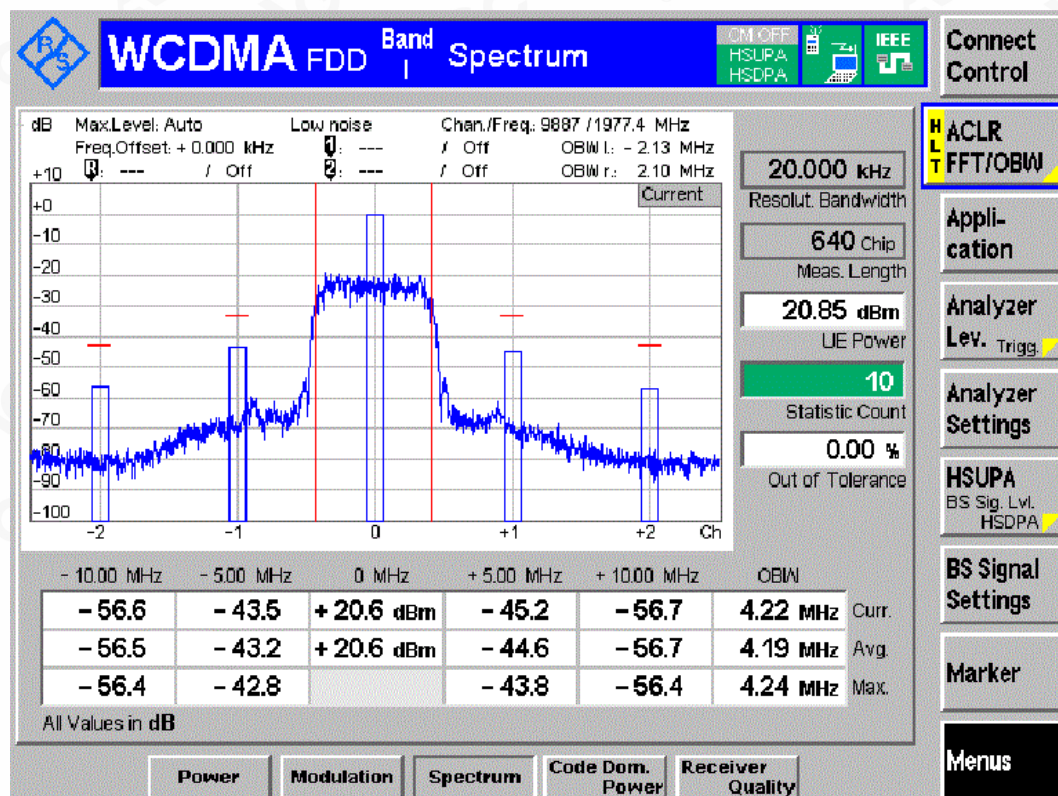 R&S
WCDMA FDD Band I Spectrum
CM OFF
HSUPA
HSDPA
IEEE
Connect Control
dB Max.Level: Auto Low noise Chan./Freq.: 9887 / 1977.4 MHz
Freq.Offset: + 0.000 kHz 1: --- / Off OBW l.: - 2.13 MHz
R: --- / Off 2: --- / Off OBW r.: 2.10 MHz
Current
+10
+0
-10
-20
-30
-40
-50
-60
-70
-80
-90
-100
-2 -1 0 +1 +2 Ch
20.000 kHz
Resolut. Bandwidth
640 Chip
Meas. Length
20.85 dBm
UE Power
10
Statistic Count
0.00 %
Out of Tolerance
- 10.00 MHz - 5.00 MHz 0 MHz + 5.00 MHz + 10.00 MHz OBW
- 56.6 - 43.5 + 20.6 dBm - 45.2 - 56.7 4.22 MHz Curr.
- 56.5 - 43.2 + 20.6 dBm - 44.6 - 56.7 4.19 MHz Avg.
- 56.4 - 42.8 - 43.8 - 56.4 4.24 MHz Max.
All Values in dB
HLT
ACLR
FFT/OBW
Appli-
cation
Analyzer
Lev. Trigg.
Analyzer
Settings
HSUPA
BS Sig. Lvl.
HSDPA
BS Signal
Settings
Marker
Menus
Power Modulation Spectrum Code Dom. Power Receiver Quality